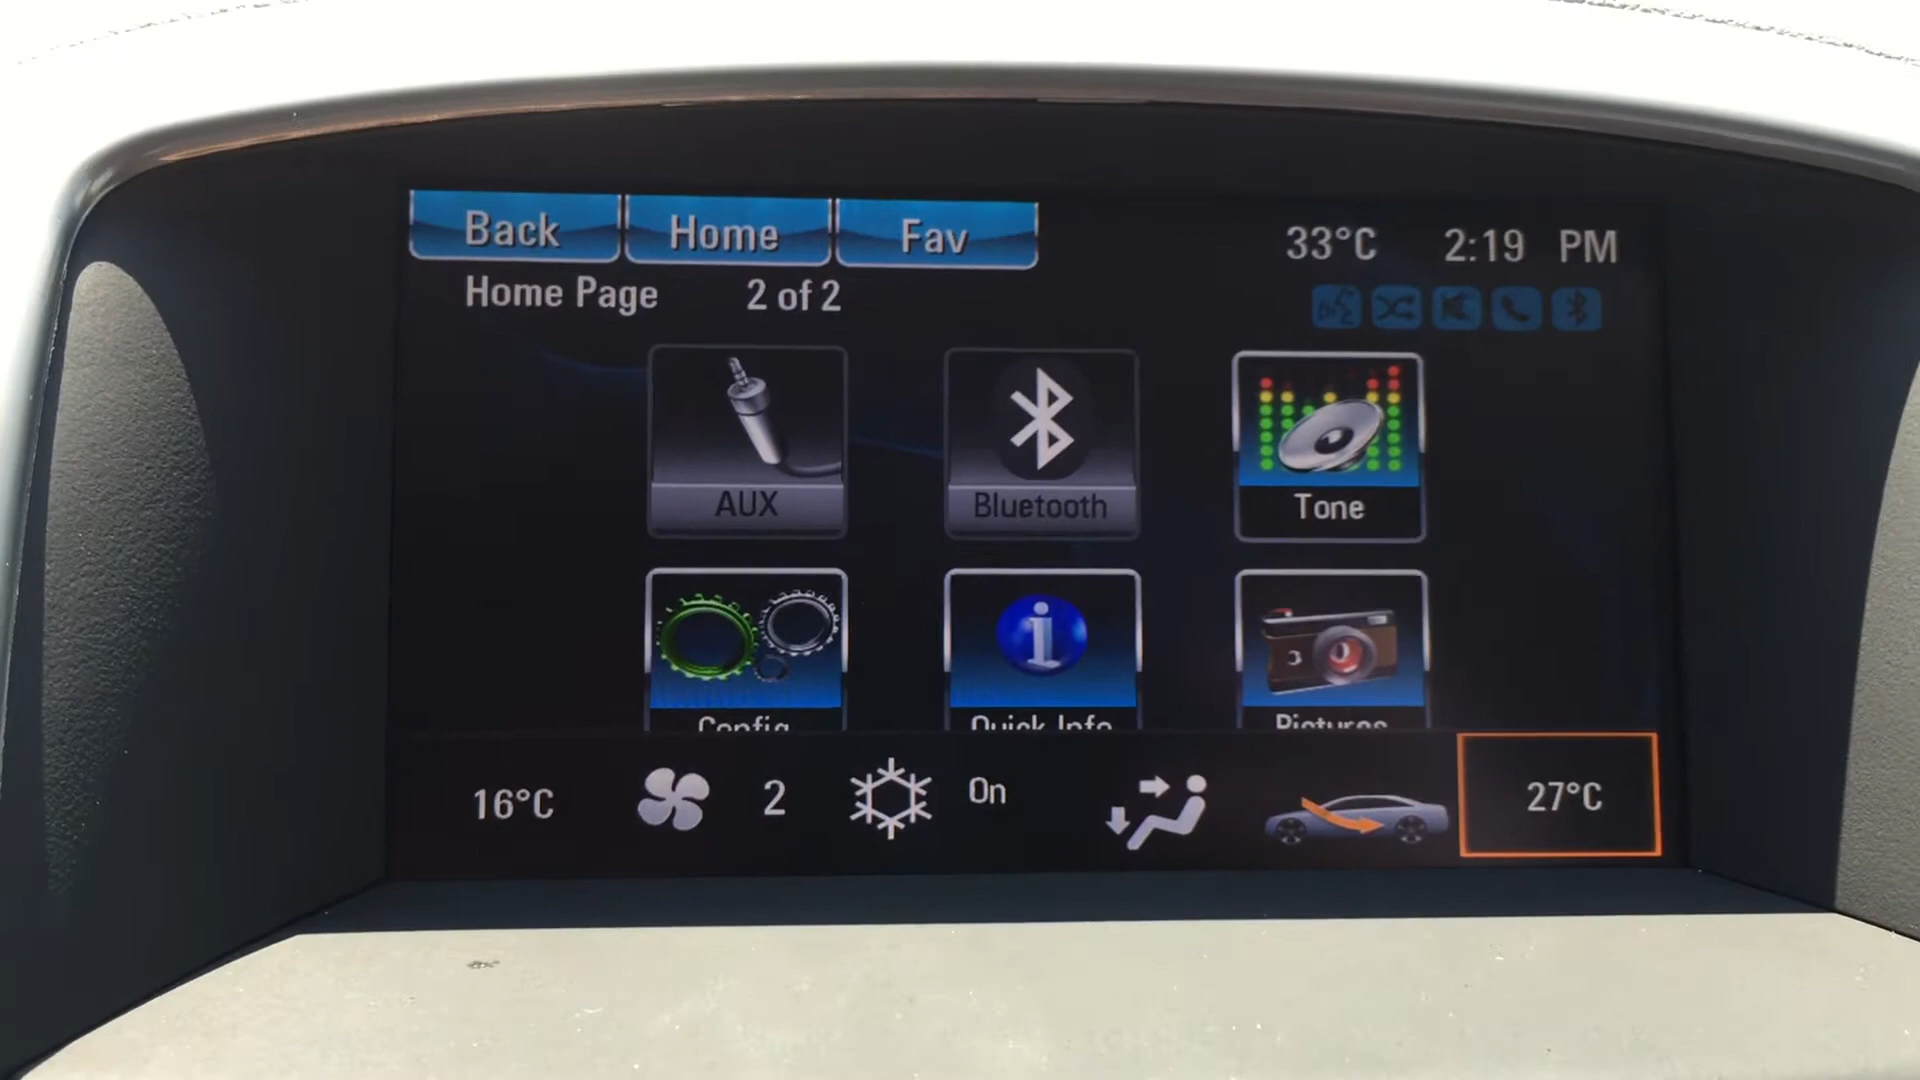 Back Home Fav
33°C 2:19 PM
Home Page 2 of 2
AUX Bluetooth Tone
Config Quick Info Pictures
16°C 2 On 27°C